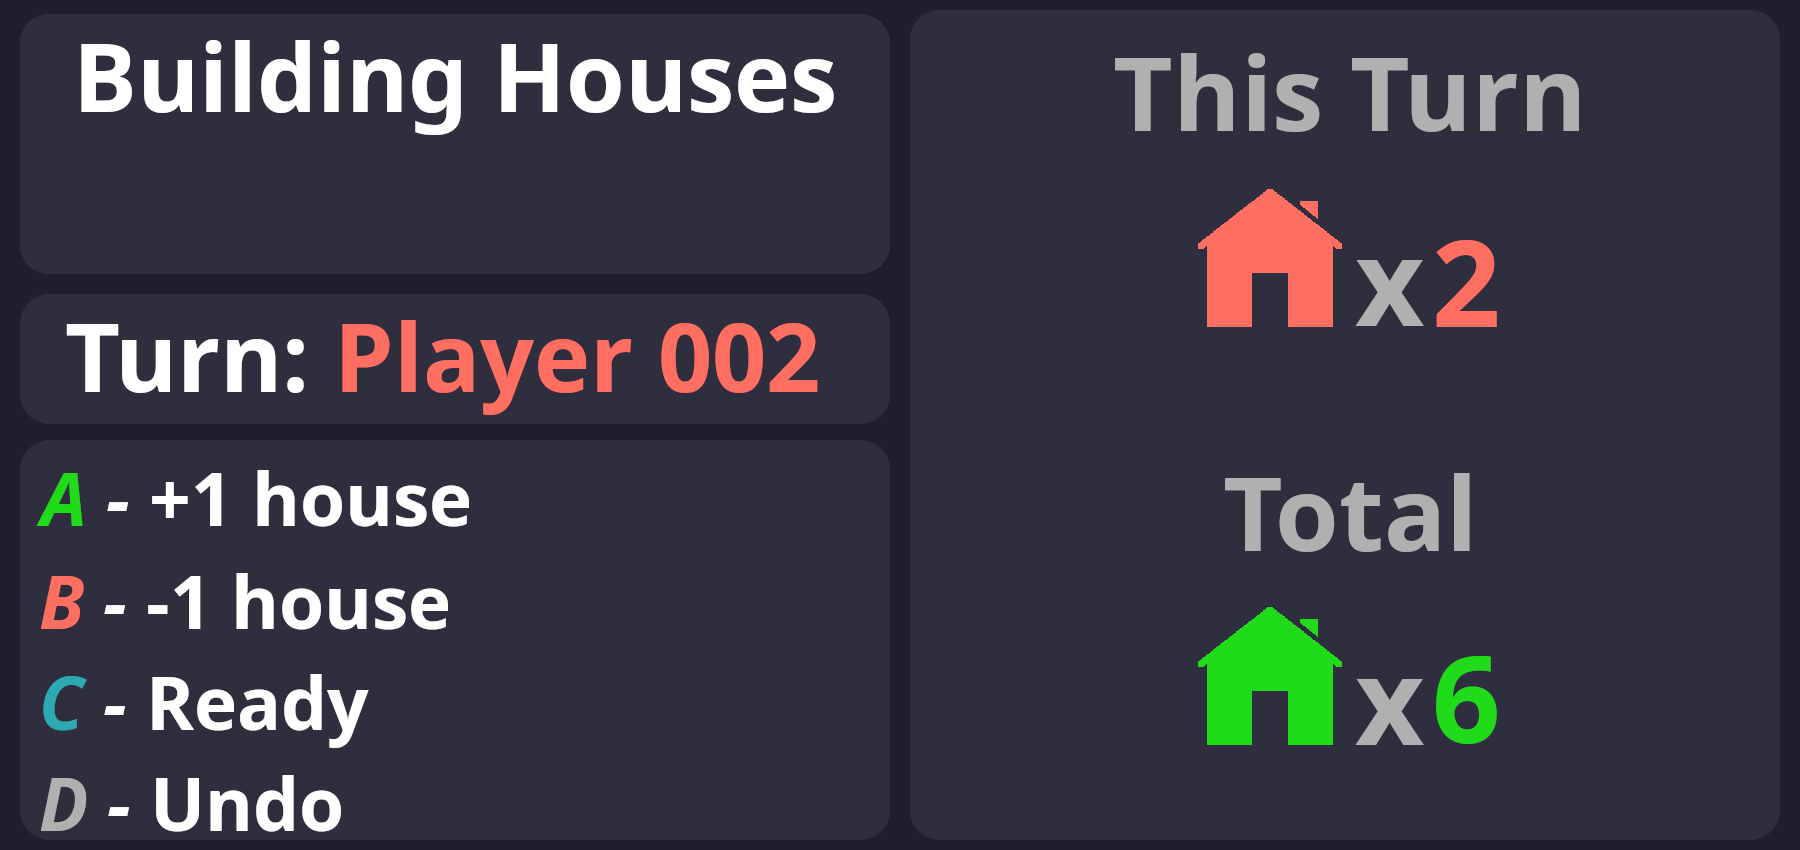 Building Houses
Turn: Player 002
A - +1 house
B - -1 house
C - Ready
D - Undo
This Turn
x2
Total
x6